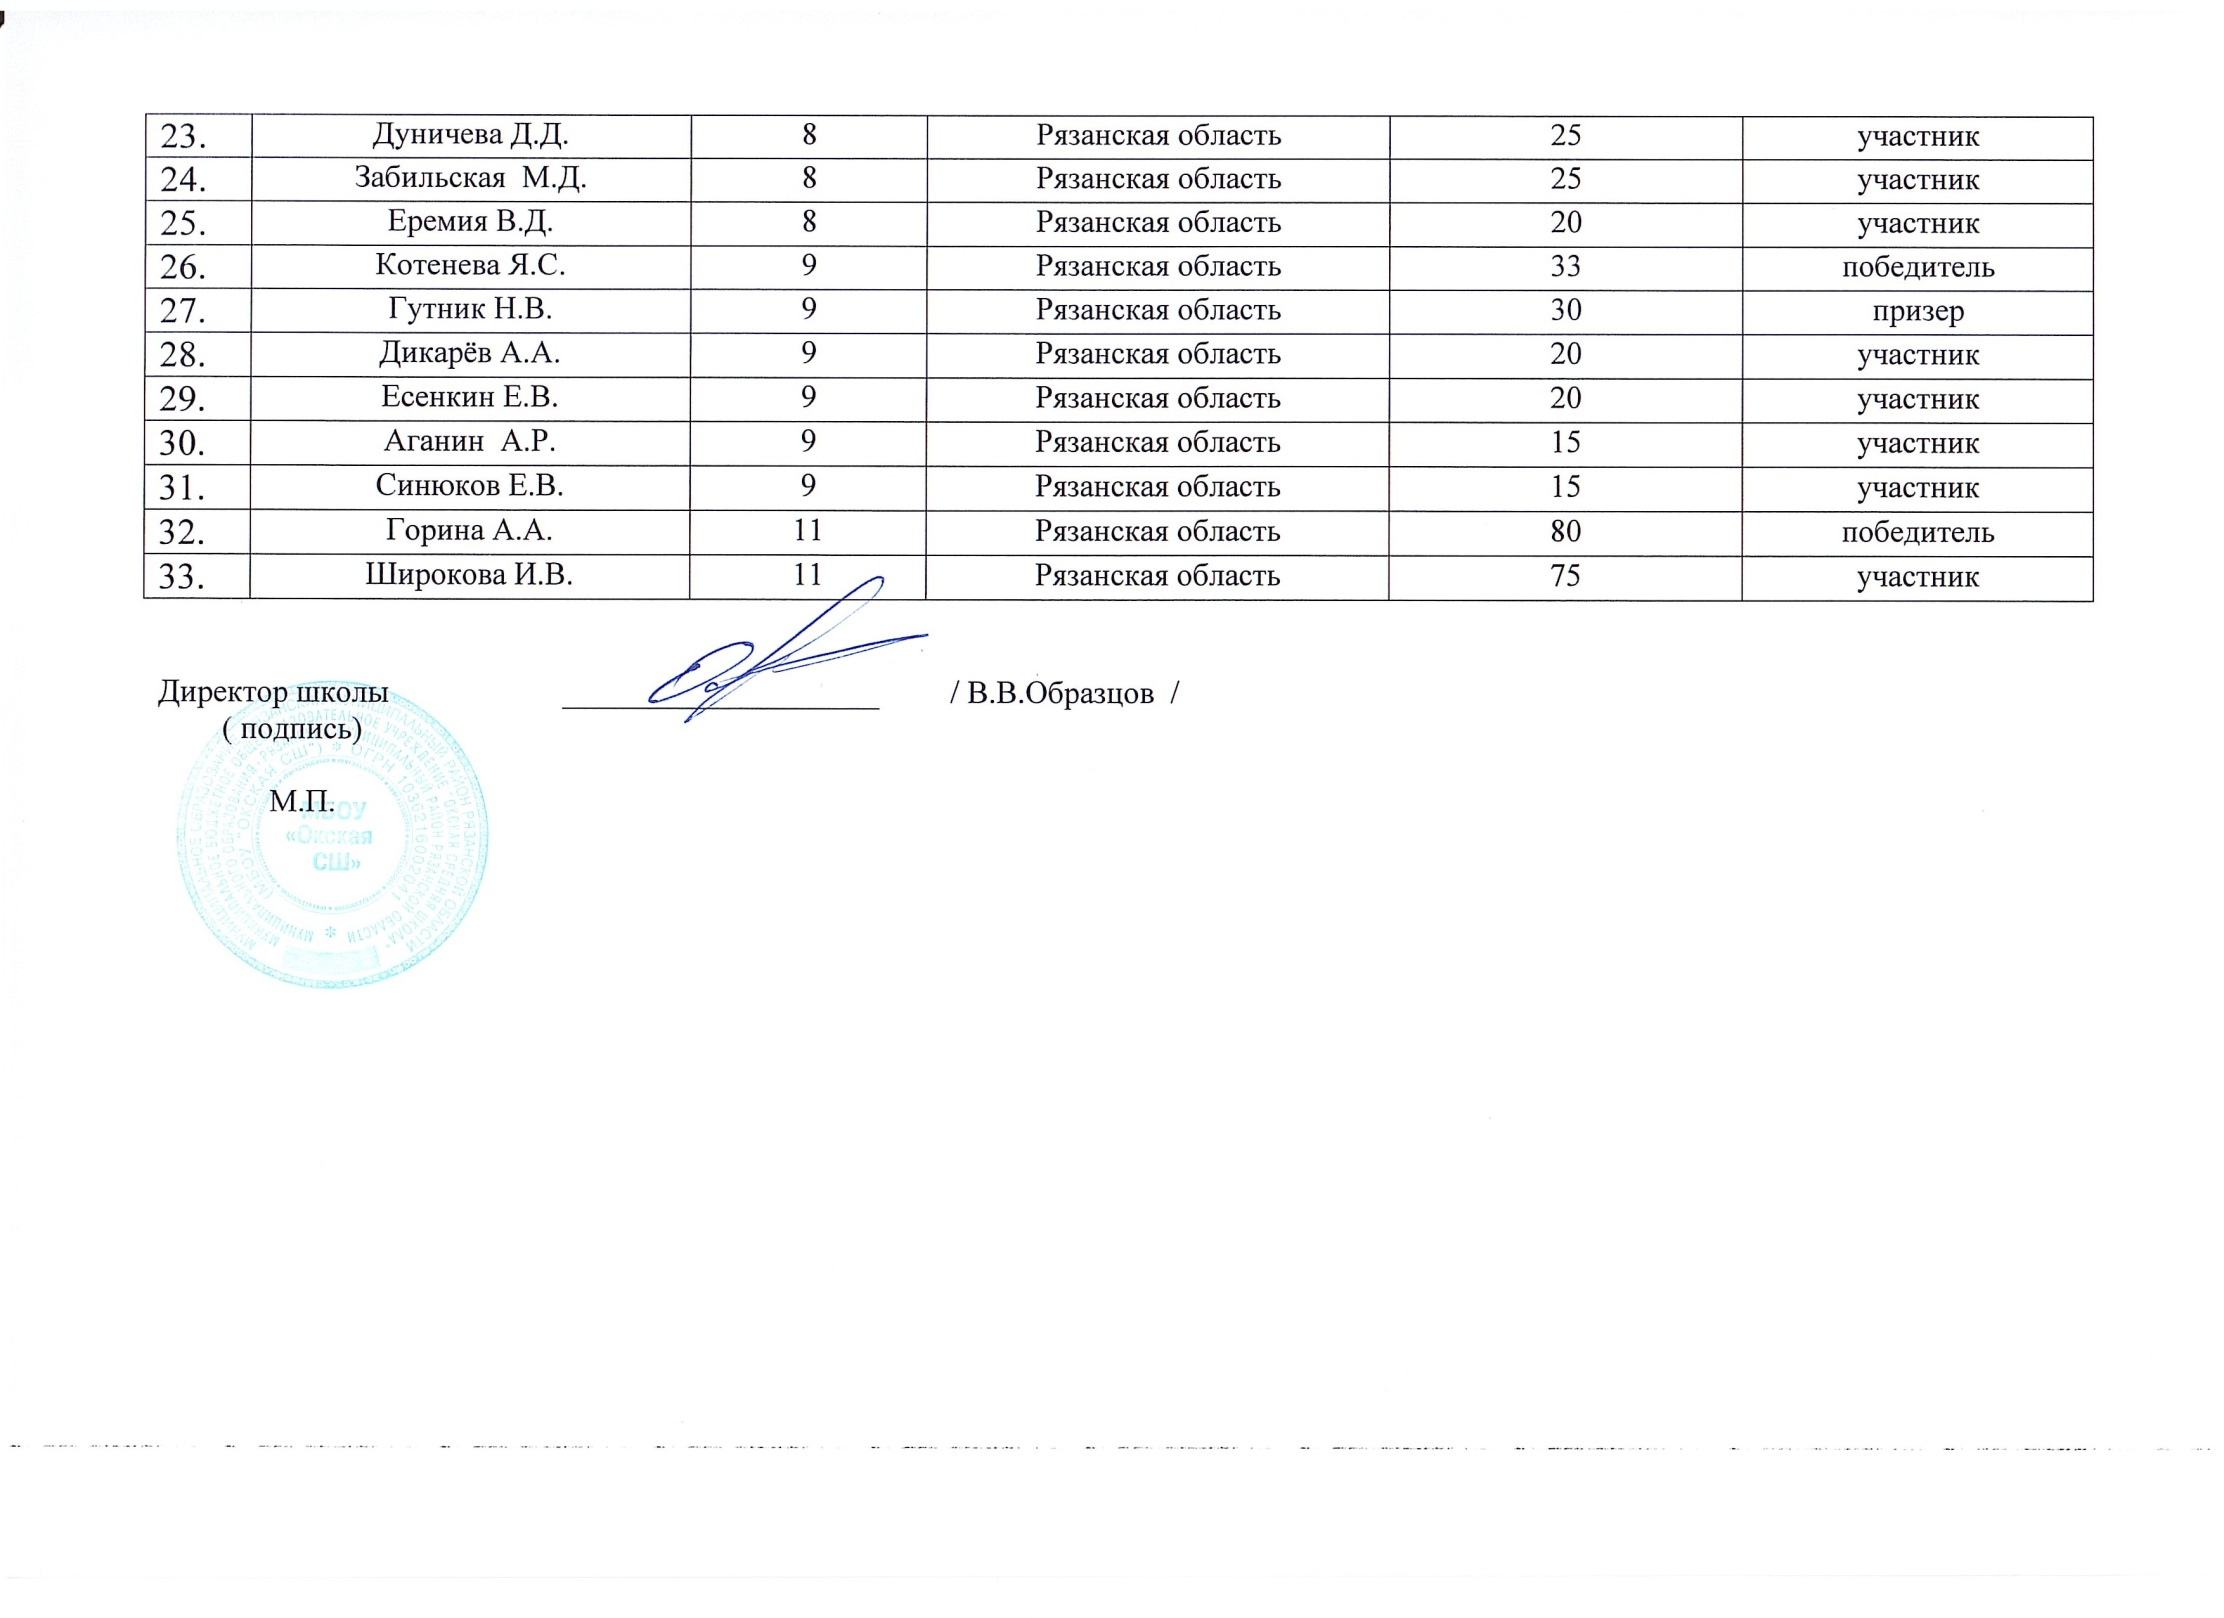 23. Дуничева Д.Д. 8 Рязанская область 25 участник
24. Забильская М.Д. 8 Рязанская область 25 участник
25. Еремия В.Д. 8 Рязанская область 20 участник
26. Котенева Я.С. 9 Рязанская область 33 победитель
27. Гутник Н.В. 9 Рязанская область 30 призер
28. Дикарёв А.А. 9 Рязанская область 20 участник
29. Есенкин Е.В. 9 Рязанская область 20 участник
30. Аганин А.Р. 9 Рязанская область 15 участник
31. Синюков Е.В. 9 Рязанская область 15 участник
32. Горина А.А. 11 Рязанская область 80 победитель
33. Широкова И.В. 11 Рязанская область 75 участник
Директор школы / В.В.Образцов /
( подпись)
М.П.
МБОУ
«Окская
СШ»